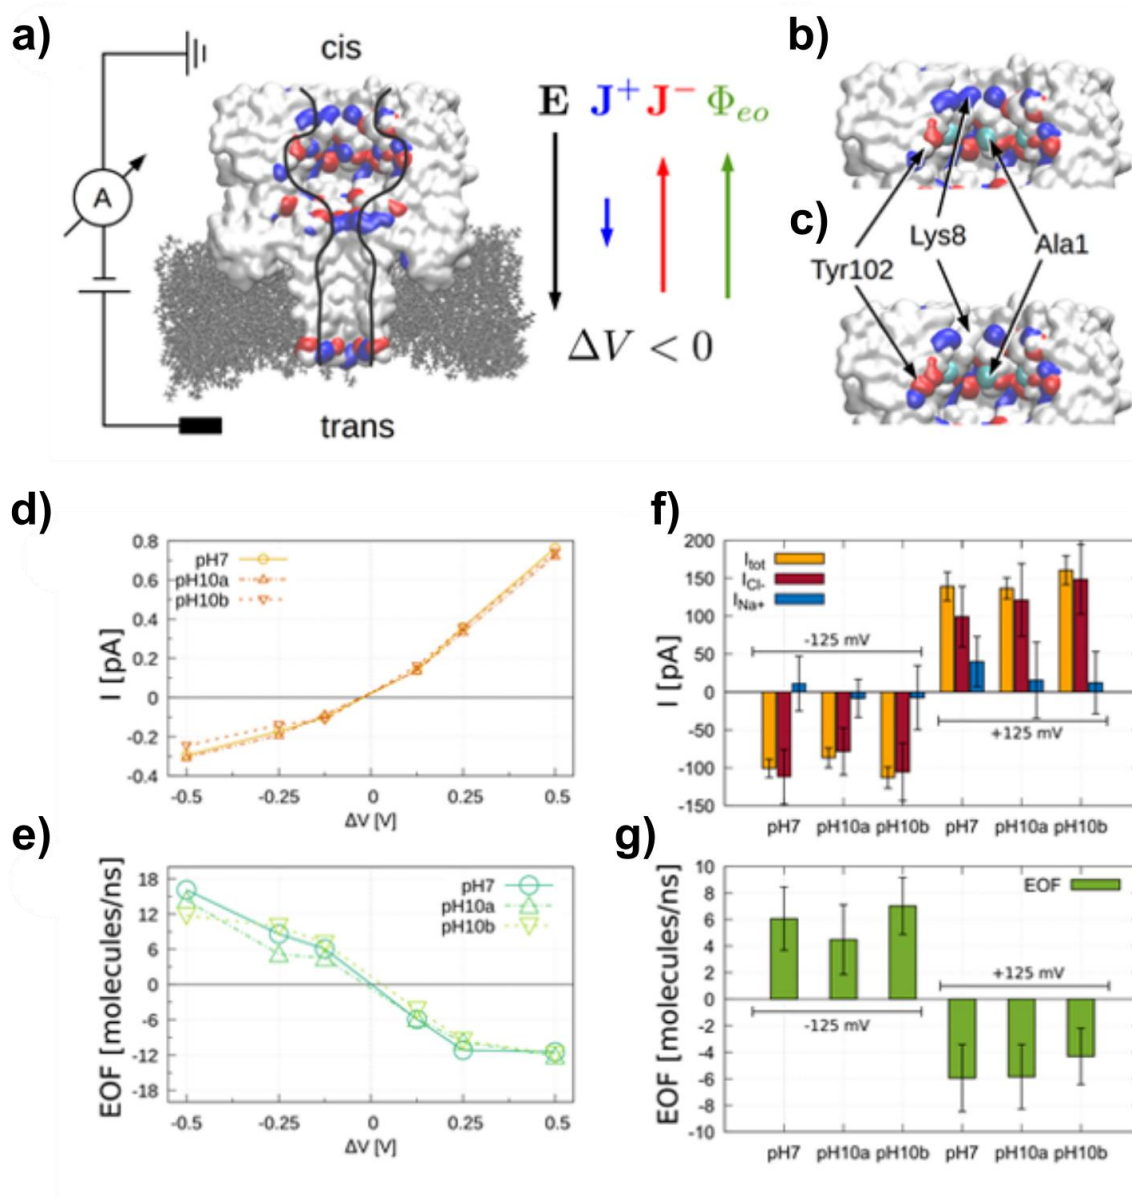 a)
cis
A
trans
E J⁺ J⁻ Φeo
ΔV < 0
b)
c)
Lys8
Ala1
Tyr102
d)
0.8
0.6
0.4
0.2
0
-0.2
-0.4
I [pA]
pH7
pH10a
pH10b
-0.5 -0.25 0 0.25 0.5
ΔV [V]
e)
18
12
6
0
-6
-12
-18
EOF [molecules/ns]
pH7
pH10a
pH10b
-0.5 -0.25 0 0.25 0.5
ΔV [V]
f)
200
150
100
50
0
-50
-100
-150
I [pA]
Itot
ICl-
INa+
-125 mV
+125 mV
pH7 pH10a pH10b pH7 pH10a pH10b
g)
10
8
6
4
2
0
-2
-4
-6
-8
-10
EOF [molecules/ns]
EOF
+125 mV
-125 mV
pH7 pH10a pH10b pH7 pH10a pH10b